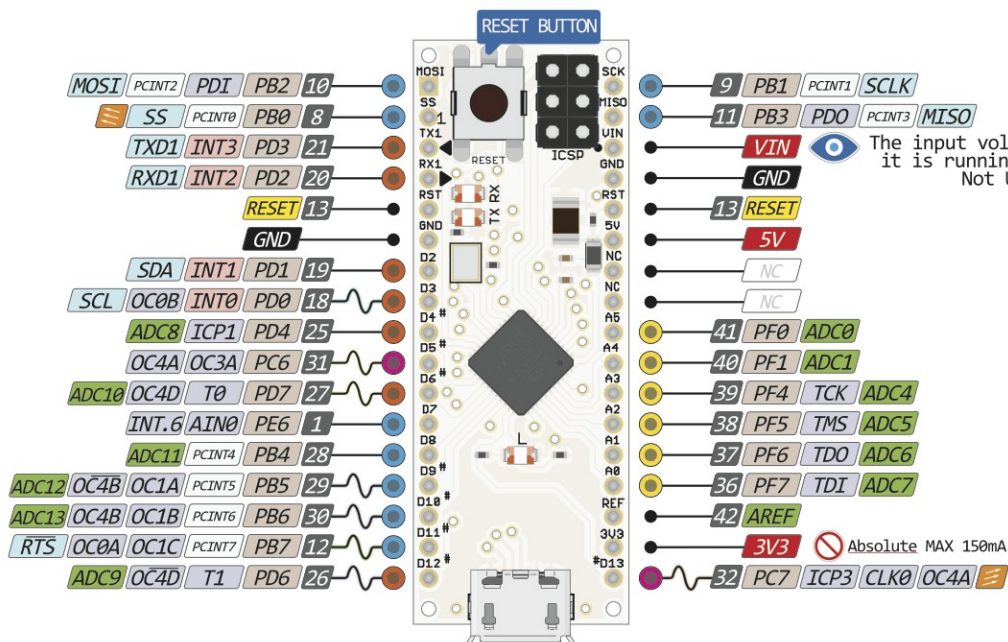 RESET BUTTON
MOSI PCINT2 PDI PB2 10 MOSI SCK 9 PB1 PCINT1 SCLK
SS PCINT0 PB0 8 SS MISO 11 PB3 PDO PCINT3 MISO
1
TXD1 INT3 PD3 21 TX1 VIN VIN The input vol
it is runnin
ICSP
RESET
RXD1 INT2 PD2 20 RX1 GND GND Not U
RESET 13 RST TX RX RST 13 RESET
GND GND 5V 5V
SDA INT1 PD1 19 D2 NC NC
SCL OC0B INT0 PD0 18 D3 NC NC
ADC8 ICP1 PD4 25 D4 # A5 41 PF0 ADC0
OC4A OC3A PC6 31 D5 # A4 40 PF1 ADC1
ADC10 OC4D T0 PD7 27 D6 # A3 39 PF4 TCK ADC4
INT.6 AIN0 PE6 1 D7 A2 38 PF5 TMS ADC5
ADC11 PCINT4 PB4 28 D8 L A1 37 PF6 TDO ADC6
ADC12 OC4B OC1A PCINT5 PB5 29 D9 # A0 36 PF7 TDI ADC7
ADC13 OC4B OC1B PCINT6 PB6 30 D10 # REF 42 AREF
RTS OC0A OC1C PCINT7 PB7 12 D11 # 3V3 3V3 Absolute MAX 150mA
ADC9 OC4D T1 PD6 26 D12 #D13 32 PC7 ICP3 CLK0 OC4A